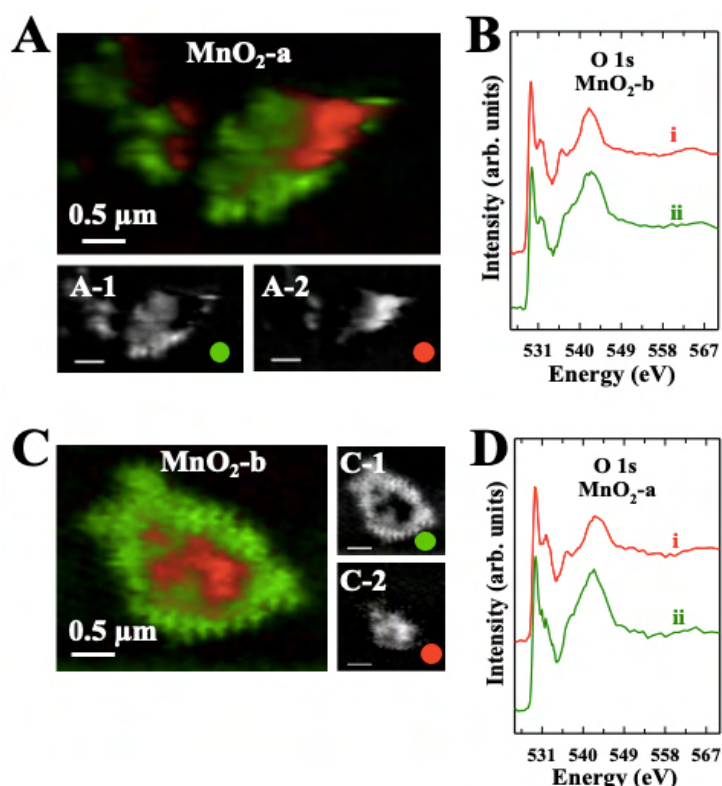 A
MnO₂-a
0.5 µm
A-1
A-2
B
O 1s
MnO₂-b
i
ii
Intensity (arb. units)
531 540 549 558 567
Energy (eV)
C
MnO₂-b
0.5 µm
C-1
C-2
D
O 1s
MnO₂-a
i
ii
Intensity (arb. units)
531 540 549 558 567
Energy (eV)